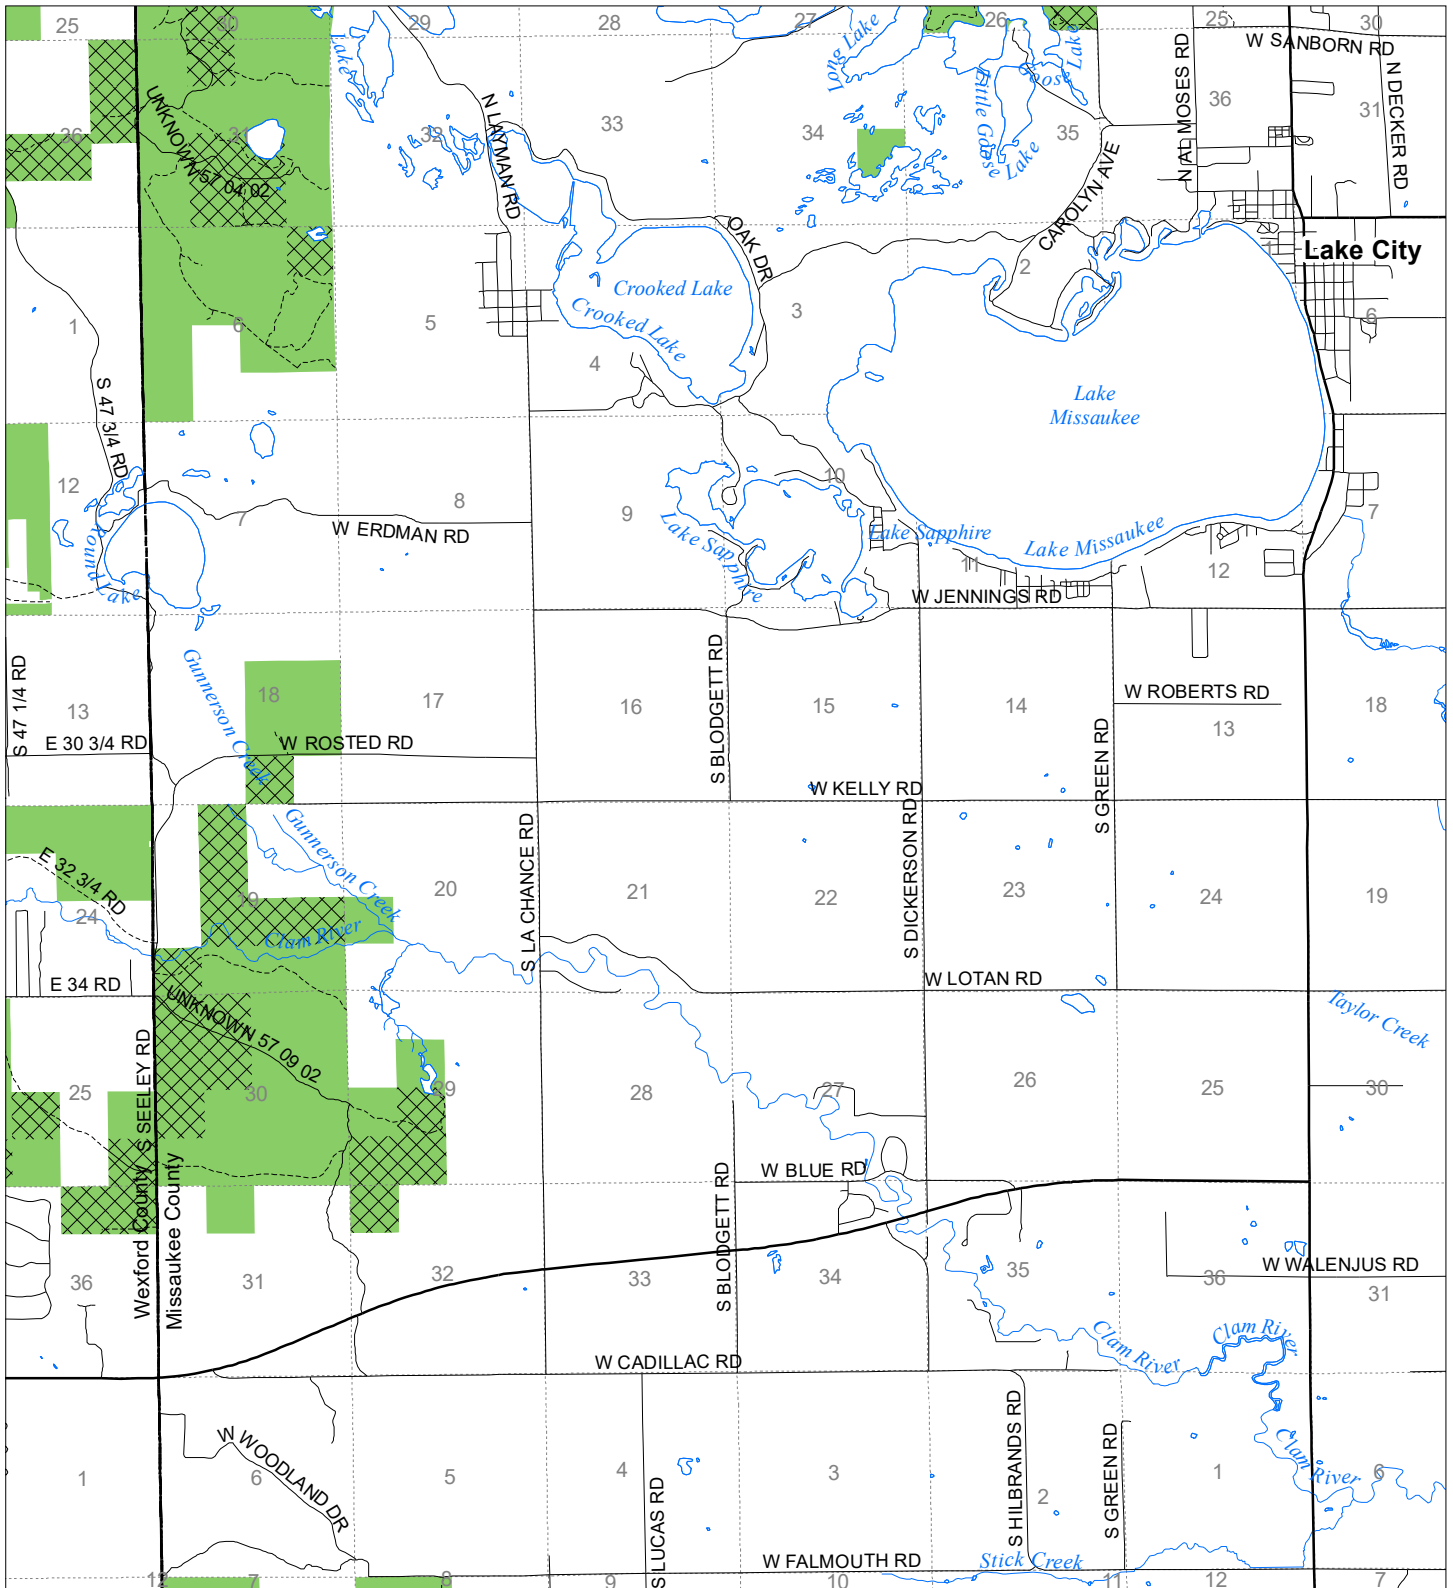 25
30
29
28
27
26
25
30
W SANBORN RD
Lake
Long Lake
Little Goose Lake
Goose Lake
N AL MOSES RD
N DECKER RD
36
UNKNOWN 57 04 02
31
32
N LAYMAN RD
33
34
35
36
31
CAROLYN AVE
OAK DR
Lake City
1
6
5
4
Crooked Lake
Crooked Lake
3
2
1
6
Lake
Missaukee
S 47 3/4 RD
12
7
8
9
10
11
12
7
W ERDMAN RD
Round Lake
Lake Sapphire
Lake Sapphire
Lake Missaukee
W JENNINGS RD
S 47 1/4 RD
13
Gunnerson Creek
18
17
16
S BLODGETT RD
15
14
S GREEN RD
W ROBERTS RD
13
18
E 30 3/4 RD
W ROSTED RD
W KELLY RD
E 32 3/4 RD
24
19
Gunnerson Creek
Clam River
20
S LA CHANCE RD
21
22
S DICKERSON RD
23
24
19
E 34 RD
W LOTAN RD
UNKNOWN 57 09 02
Taylor Creek
25
S SEELEY RD
30
29
28
27
26
25
30
Wexford County
Missaukee County
W BLUE RD
S BLODGETT RD
36
31
32
33
34
35
36
W WALENJUS RD
31
Clam River
Clam River
W CADILLAC RD
W WOODLAND DR
1
6
5
4
S LUCAS RD
3
S HILBRANDS RD
2
S GREEN RD
1
Clam River
6
W FALMOUTH RD
Stick Creek
12
7
8
9
10
11
12
7